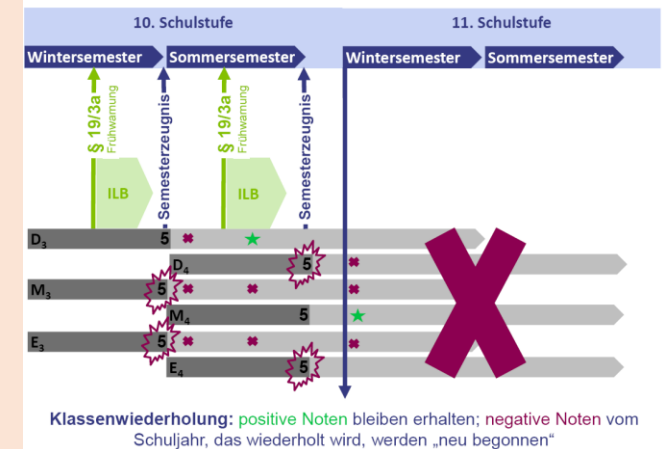 10. Schulstufe
11. Schulstufe
Wintersemester
Sommersemester
Wintersemester
Sommersemester
§ 19/3a
Frühwarnung
ILB
Semesterzeugnis
§ 19/3a
Frühwarnung
ILB
Semesterzeugnis
D3 5
D4 5
M3 5
M4 5
E3 5
E4 5
Klassenwiederholung: positive Noten bleiben erhalten; negative Noten vom
Schuljahr, das wiederholt wird, werden „neu begonnen“